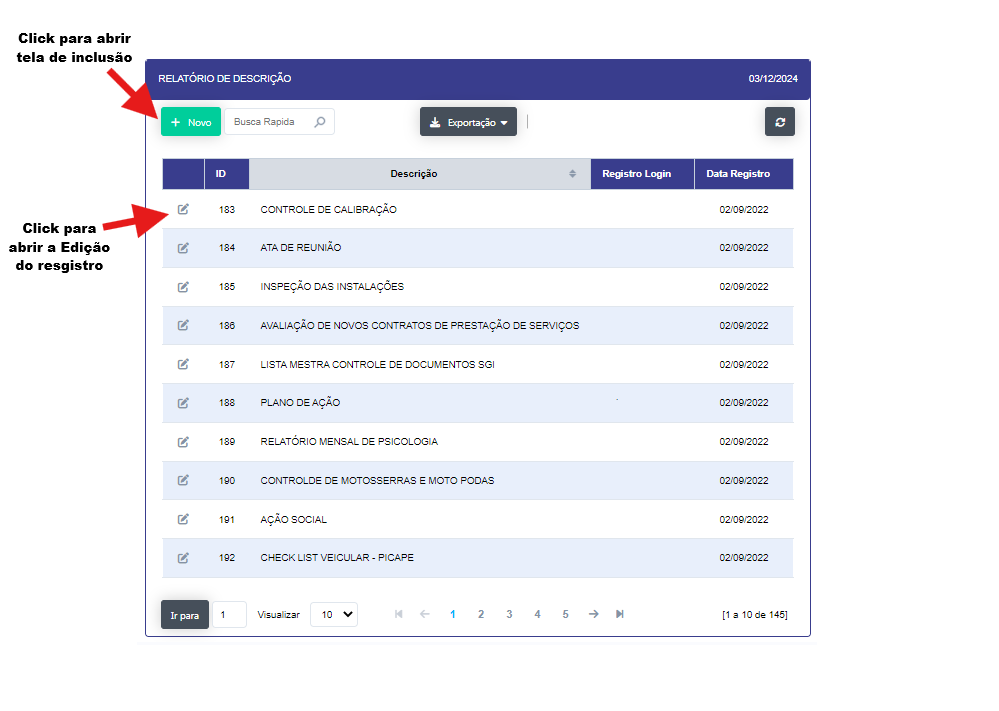 Click para abrir
tela de inclusão
RELATÓRIO DE DESCRIÇÃO 03/12/2024
+ Novo Busca Rapida Exportação
ID Descrição Registro Login Data Registro
183 CONTROLE DE CALIBRAÇÃO 02/09/2022
Click para
abrir a Edição
do resgistro
184 ATA DE REUNIÃO 02/09/2022
185 INSPEÇÃO DAS INSTALAÇÕES 02/09/2022
186 AVALIAÇÃO DE NOVOS CONTRATOS DE PRESTAÇÃO DE SERVIÇOS 02/09/2022
187 LISTA MESTRA CONTROLE DE DOCUMENTOS SGI 02/09/2022
188 PLANO DE AÇÃO 02/09/2022
189 RELATÓRIO MENSAL DE PSICOLOGIA 02/09/2022
190 CONTROLDE DE MOTOSSERRAS E MOTO PODAS 02/09/2022
191 AÇÃO SOCIAL 02/09/2022
192 CHECK LIST VEICULAR - PICAPE 02/09/2022
Ir para 1 Visualizar 10 1 2 3 4 5 [1 a 10 de 145]